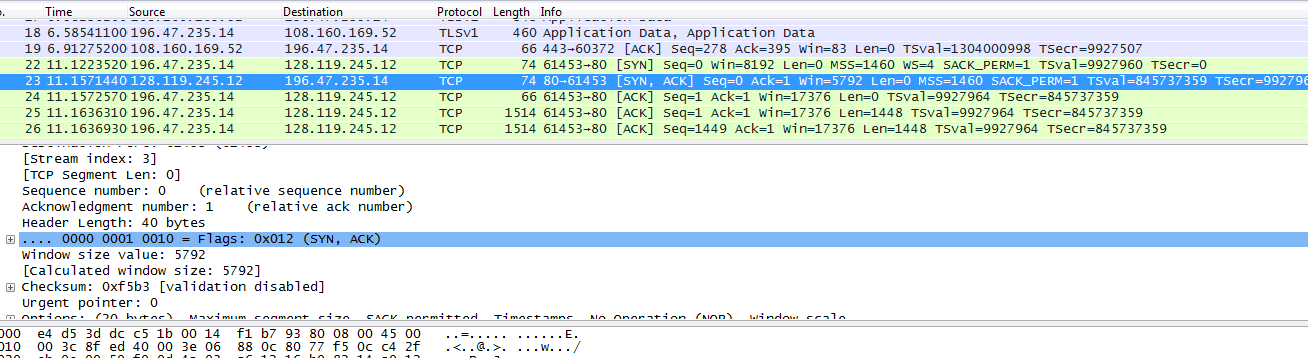 Time Source Destination Protocol Length Info
18 6.58541100 196.47.235.14 108.160.169.52 TLSv1 460 Application Data, Application Data
19 6.91275200 108.160.169.52 196.47.235.14 TCP 66 443→60372 [ACK] Seq=278 Ack=395 Win=83 Len=0 TSval=1304000998 TSecr=9927507
22 11.1223520 196.47.235.14 128.119.245.12 TCP 74 61453→80 [SYN] Seq=0 Win=8192 Len=0 MSS=1460 WS=4 SACK_PERM=1 TSval=9927960 TSecr=0
23 11.1571440 128.119.245.12 196.47.235.14 TCP 74 80→61453 [SYN, ACK] Seq=0 Ack=1 Win=5792 Len=0 MSS=1460 SACK_PERM=1 TSval=845737359 TSecr=992796
24 11.1572570 196.47.235.14 128.119.245.12 TCP 66 61453→80 [ACK] Seq=1 Ack=1 Win=17376 Len=0 TSval=9927964 TSecr=845737359
25 11.1636310 196.47.235.14 128.119.245.12 TCP 1514 61453→80 [ACK] Seq=1 Ack=1 Win=17376 Len=1448 TSval=9927964 TSecr=845737359
26 11.1636930 196.47.235.14 128.119.245.12 TCP 1514 61453→80 [ACK] Seq=1449 Ack=1 Win=17376 Len=1448 TSval=9927964 TSecr=845737359
[Stream index: 3]
[TCP Segment Len: 0]
Sequence number: 0 (relative sequence number)
Acknowledgment number: 1 (relative ack number)
Header Length: 40 bytes
.... 0000 0001 0010 = Flags: 0x012 (SYN, ACK)
Window size value: 5792
[Calculated window size: 5792]
Checksum: 0xf5b3 [validation disabled]
Urgent pointer: 0
Options: (20 bytes), Maximum segment size, SACK permitted, Timestamps, No-Operation (NOP), Window scale
000 e4 d5 3d dc c5 1b 00 14 f1 b7 93 80 08 00 45 00 ..=..... ......E.
010 00 3c 8f ed 40 00 3e 06 88 0c 80 77 f5 0c c4 2f .<..@.>. ...w.../